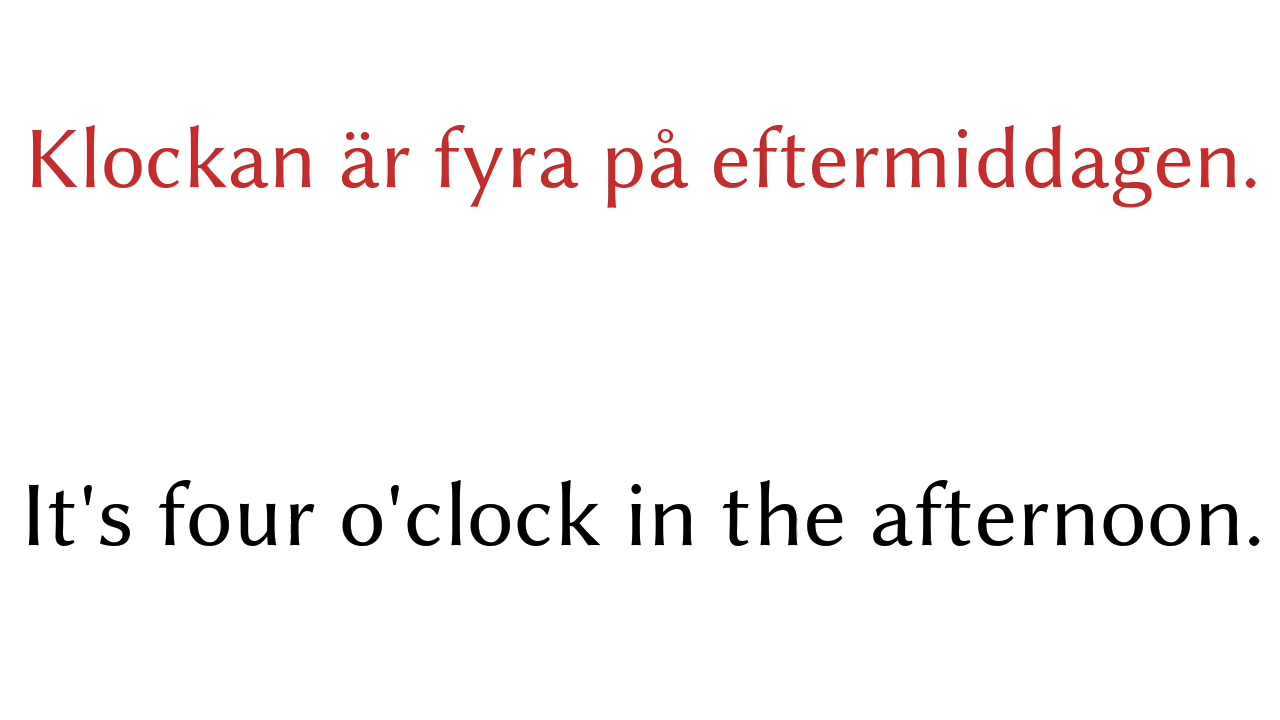 Klockan är fyra på eftermiddagen.
It's four o'clock in the afternoon.